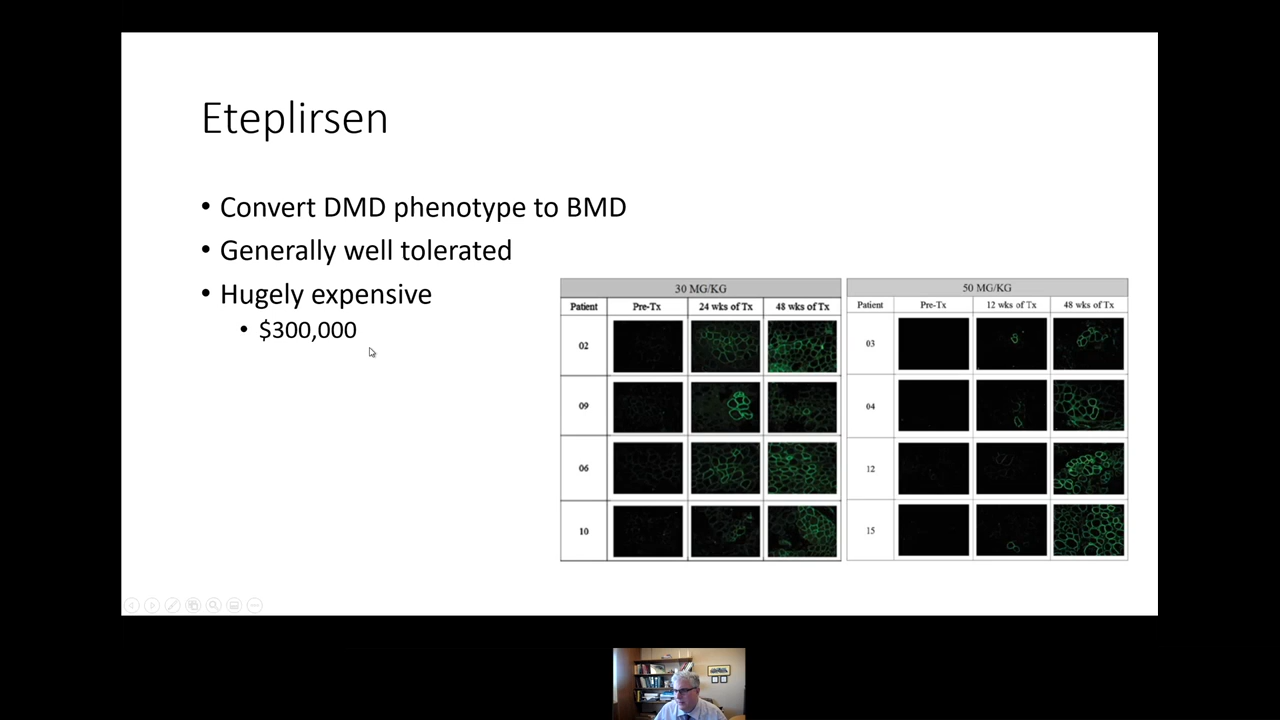 Eteplirsen
• Convert DMD phenotype to BMD
• Generally well tolerated
• Hugely expensive
• $300,000
30 MG/KG
Patient Pre-Tx 24 wks of Tx 48 wks of Tx
02
09
06
10
50 MG/KG
Patient Pre-Tx 12 wks of Tx 48 wks of Tx
03
04
12
15